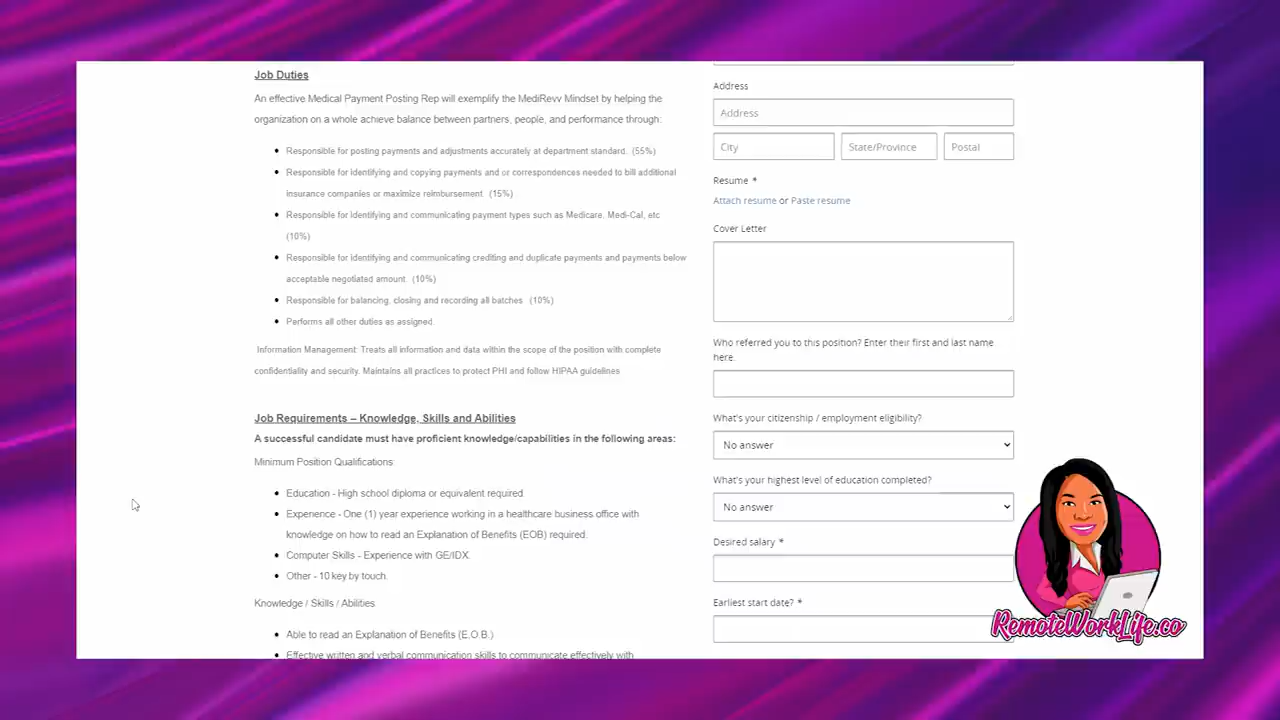 Job Duties
An effective Medical Payment Posting Rep will exemplify the MediRevv Mindset by helping the
organization on a whole achieve balance between partners, people, and performance through:
Responsible for posting payments and adjustments accurately at department standard. (55%)
Responsible for identifying and copying payments and or correspondences needed to bill additional
insurance companies or maximize reimbursement. (15%)
Responsible for identifying and communicating payment types such as Medicare, Medi-Cal, etc
(10%)
Responsible for identifying and communicating crediting and duplicate payments and payments below
acceptable negotiated amount. (10%)
Responsible for balancing, closing and recording all batches. (10%)
Performs all other duties as assigned.
Information Management: Treats all information and data within the scope of the position with complete
confidentiality and security. Maintains all practices to protect PHI and follow HIPAA guidelines
Job Requirements – Knowledge, Skills and Abilities
A successful candidate must have proficient knowledge/capabilities in the following areas:
Minimum Position Qualifications:
Education - High school diploma or equivalent required.
Experience - One (1) year experience working in a healthcare business office with
knowledge on how to read an Explanation of Benefits (EOB) required.
Computer Skills - Experience with GE/IDX.
Other - 10 key by touch.
Knowledge / Skills / Abilities
Able to read an Explanation of Benefits (E.O.B.)
Effective written and verbal communication skills to communicate effectively with
Address
Address
City State/Province Postal
Resume *
Attach resume or Paste resume
Cover Letter
Who referred you to this position? Enter their first and last name
here.
What's your citizenship / employment eligibility?
No answer
What's your highest level of education completed?
No answer
Desired salary *
Earliest start date? *
RemoteWorkLife.co